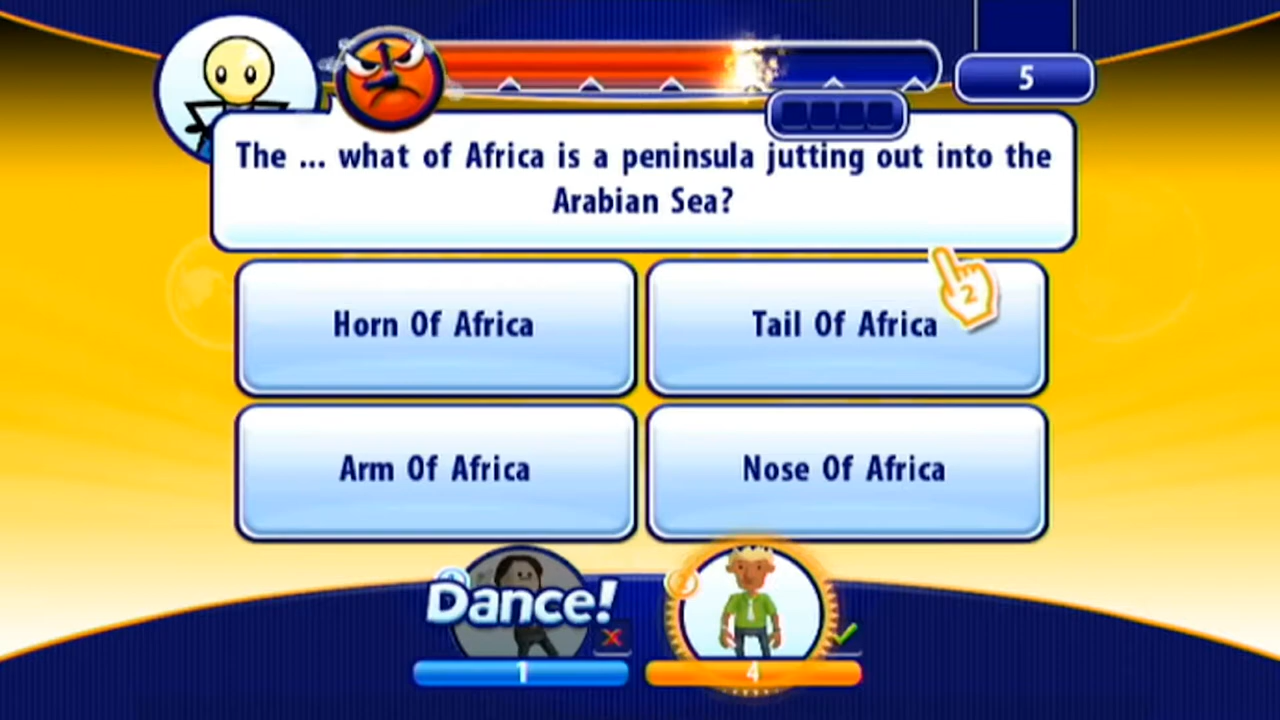 5
The ... what of Africa is a peninsula jutting out into the
Arabian Sea?
2
Horn Of Africa
Tail Of Africa
Arm Of Africa
Nose Of Africa
Dance!
1
4